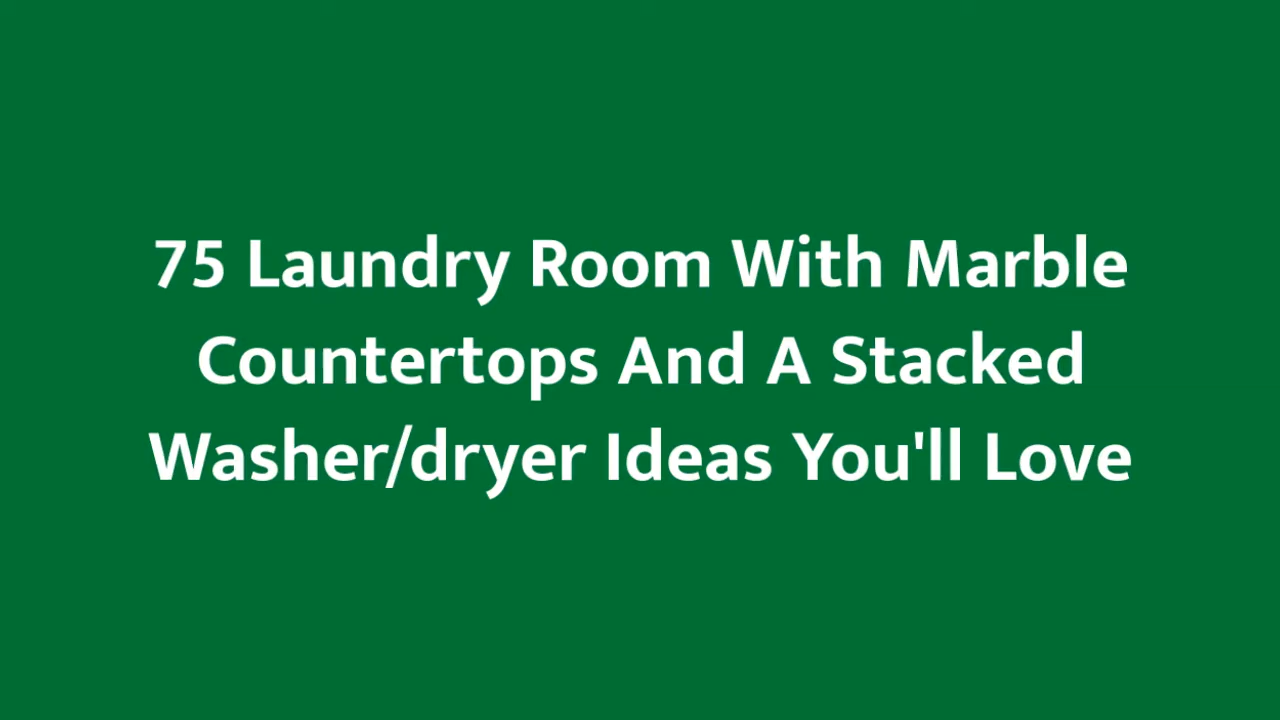 75 Laundry Room With Marble
Countertops And A Stacked
Washer/dryer Ideas You'll Love